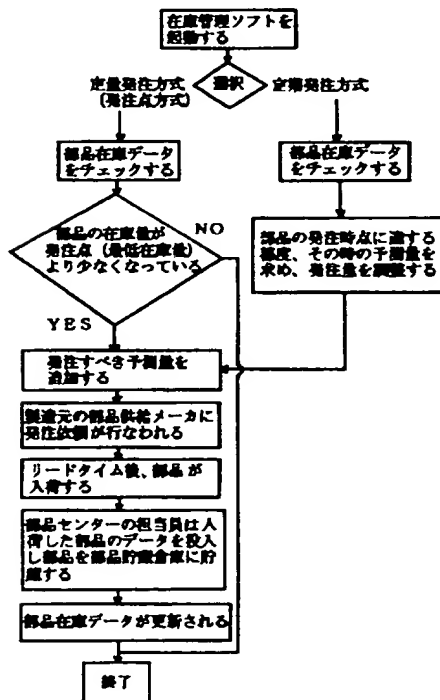 在庫管理ソフトを
起動する
選択
定量発注方式
(発注点方式)
定期発注方式
部品在庫データ
をチェックする
部品在庫データ
をチェックする
部品の在庫量が
発注点(最低在庫量)
より少なくなっている
NO
YES
部品の発注時点に達する
都度、その時の予測量を
求め、発注量を調整する
発注すべき予測量を
追加する
製造元の部品供給メーカに
発注依頼が行なわれる
リードタイム後、部品が
入荷する
部品センターの担当員は入
荷した部品のデータを投入
し部品を部品貯蔵倉庫に貯
蔵する
部品在庫データが更新される
終了